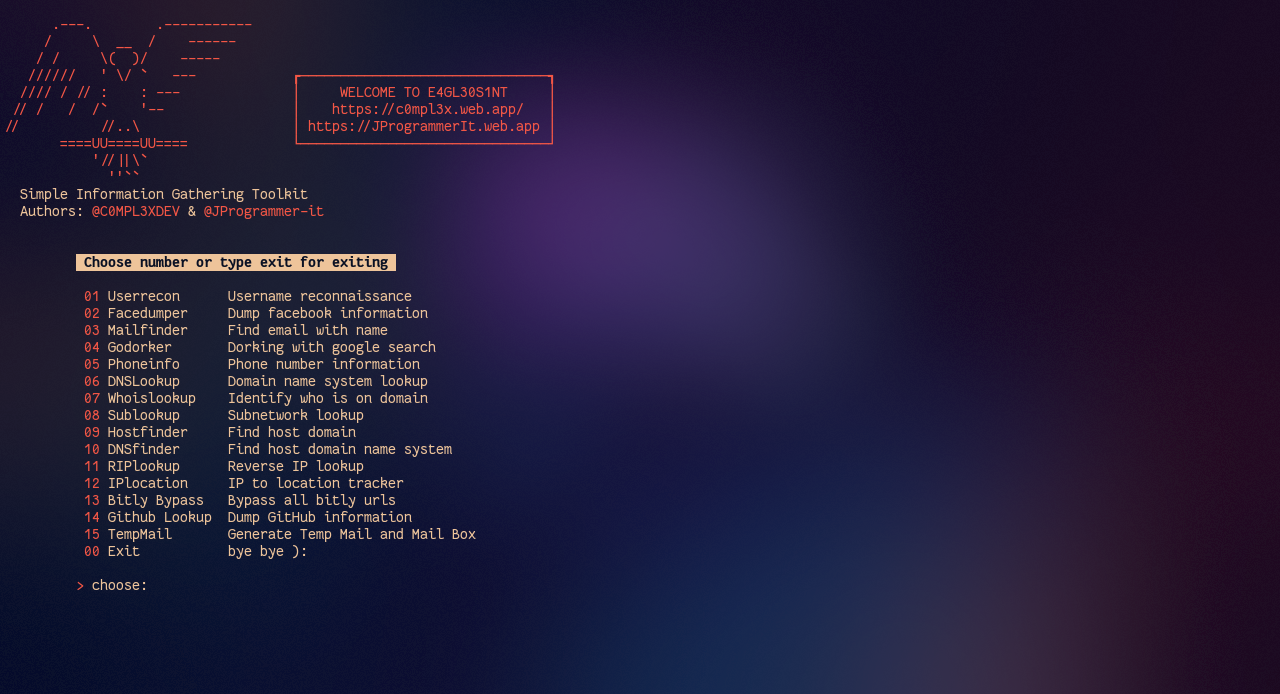 WELCOME TO E4GL30S1NT
https://c0mpl3x.web.app/
https://JProgrammerIt.web.app
Simple Information Gathering Toolkit
Authors: @C0MPL3XDEV & @JProgrammer-it
Choose number or type exit for exiting
01 Userrecon Username reconnaissance
02 Facedumper Dump facebook information
03 Mailfinder Find email with name
04 Godorker Dorking with google search
05 Phoneinfo Phone number information
06 DNSLookup Domain name system lookup
07 Whoislookup Identify who is on domain
08 Sublookup Subnetwork lookup
09 Hostfinder Find host domain
10 DNSfinder Find host domain name system
11 RIPlookup Reverse IP lookup
12 IPlocation IP to location tracker
13 Bitly Bypass Bypass all bitly urls
14 Github Lookup Dump GitHub information
15 TempMail Generate Temp Mail and Mail Box
00 Exit bye bye ):
> choose: